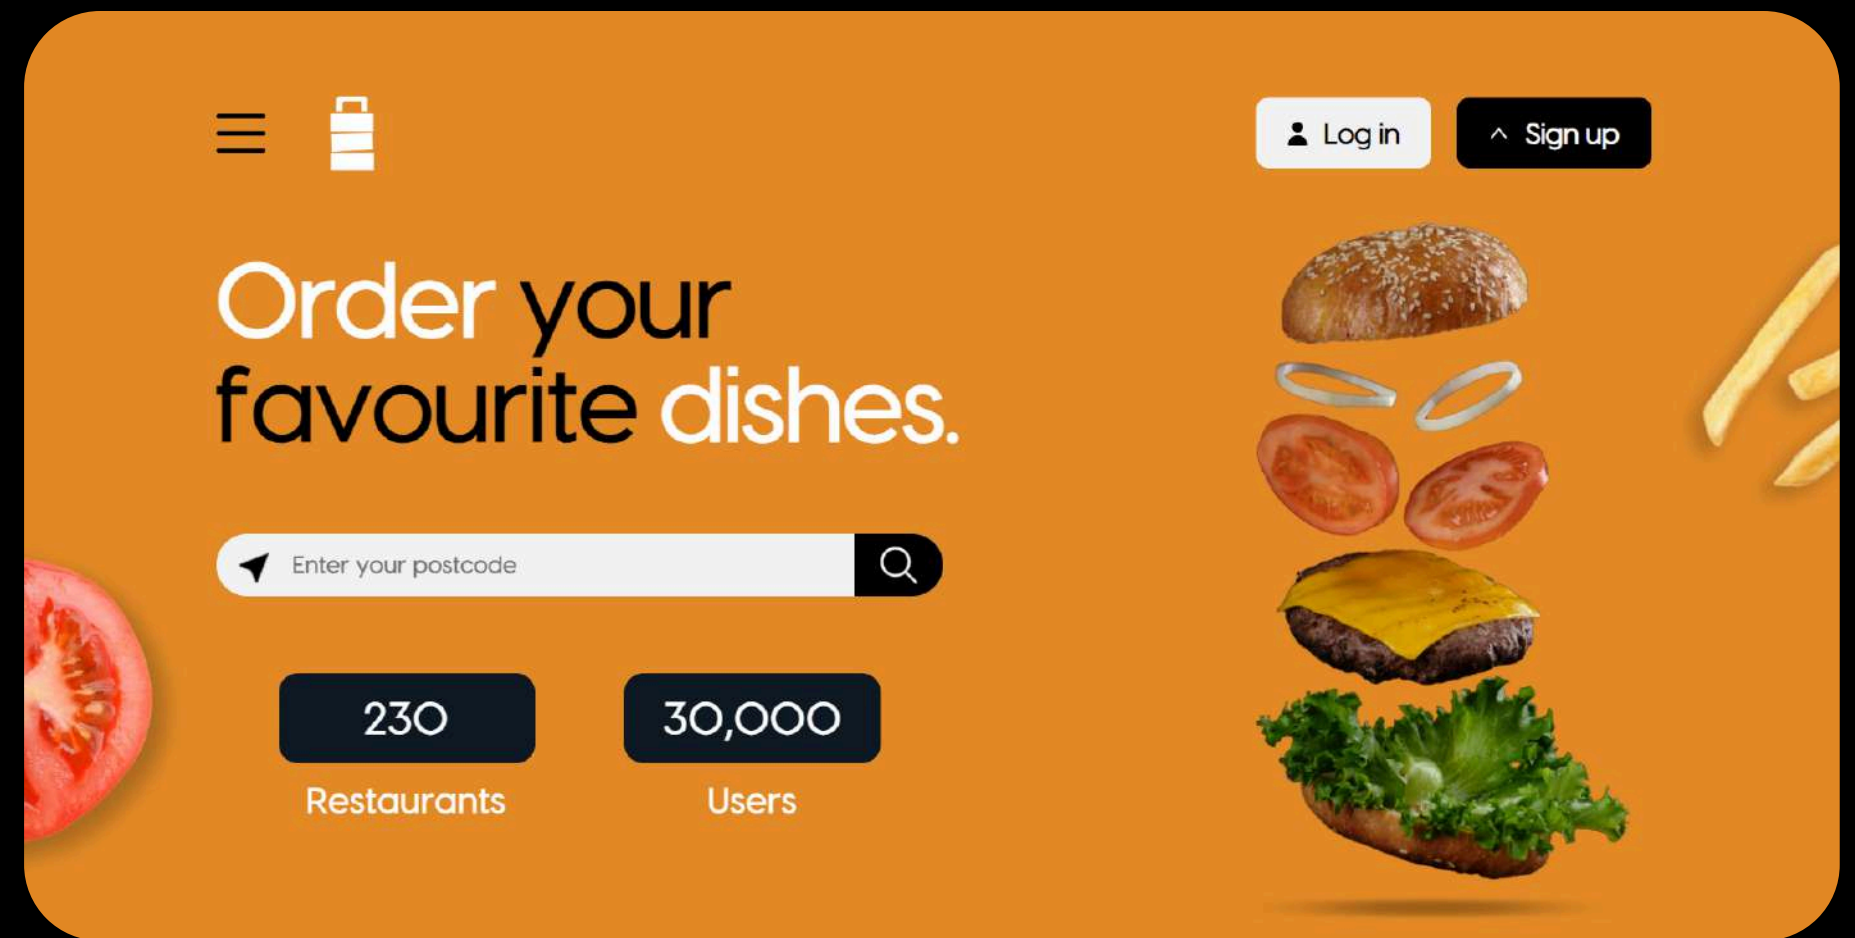 Log in
Sign up
Order your
favourite dishes.
Enter your postcode
230
30,000
Restaurants
Users